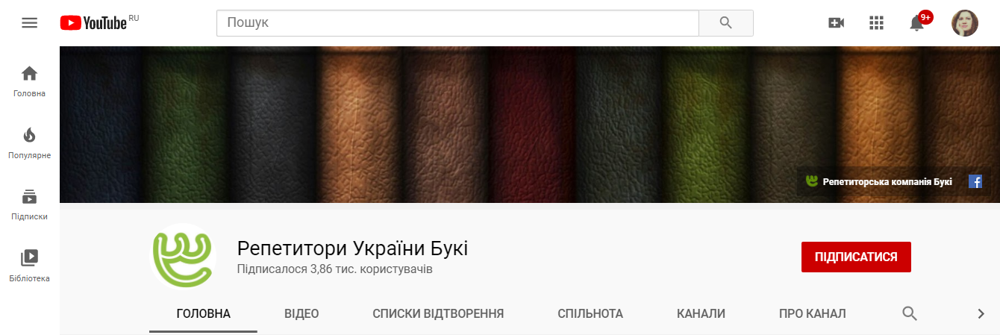 YouTube RU
Пошук
9+
Головна
Популярне
Підписки
Бібліотека
Репетиторська компанія Букі
f
Репетитори України Букі
Підписалося 3,86 тис. користувачів
ПІДПИСАТИСЯ
ГОЛОВНА ВІДЕО СПИСКИ ВІДТВОРЕННЯ СПІЛЬНОТА КАНАЛИ ПРО КАНАЛ